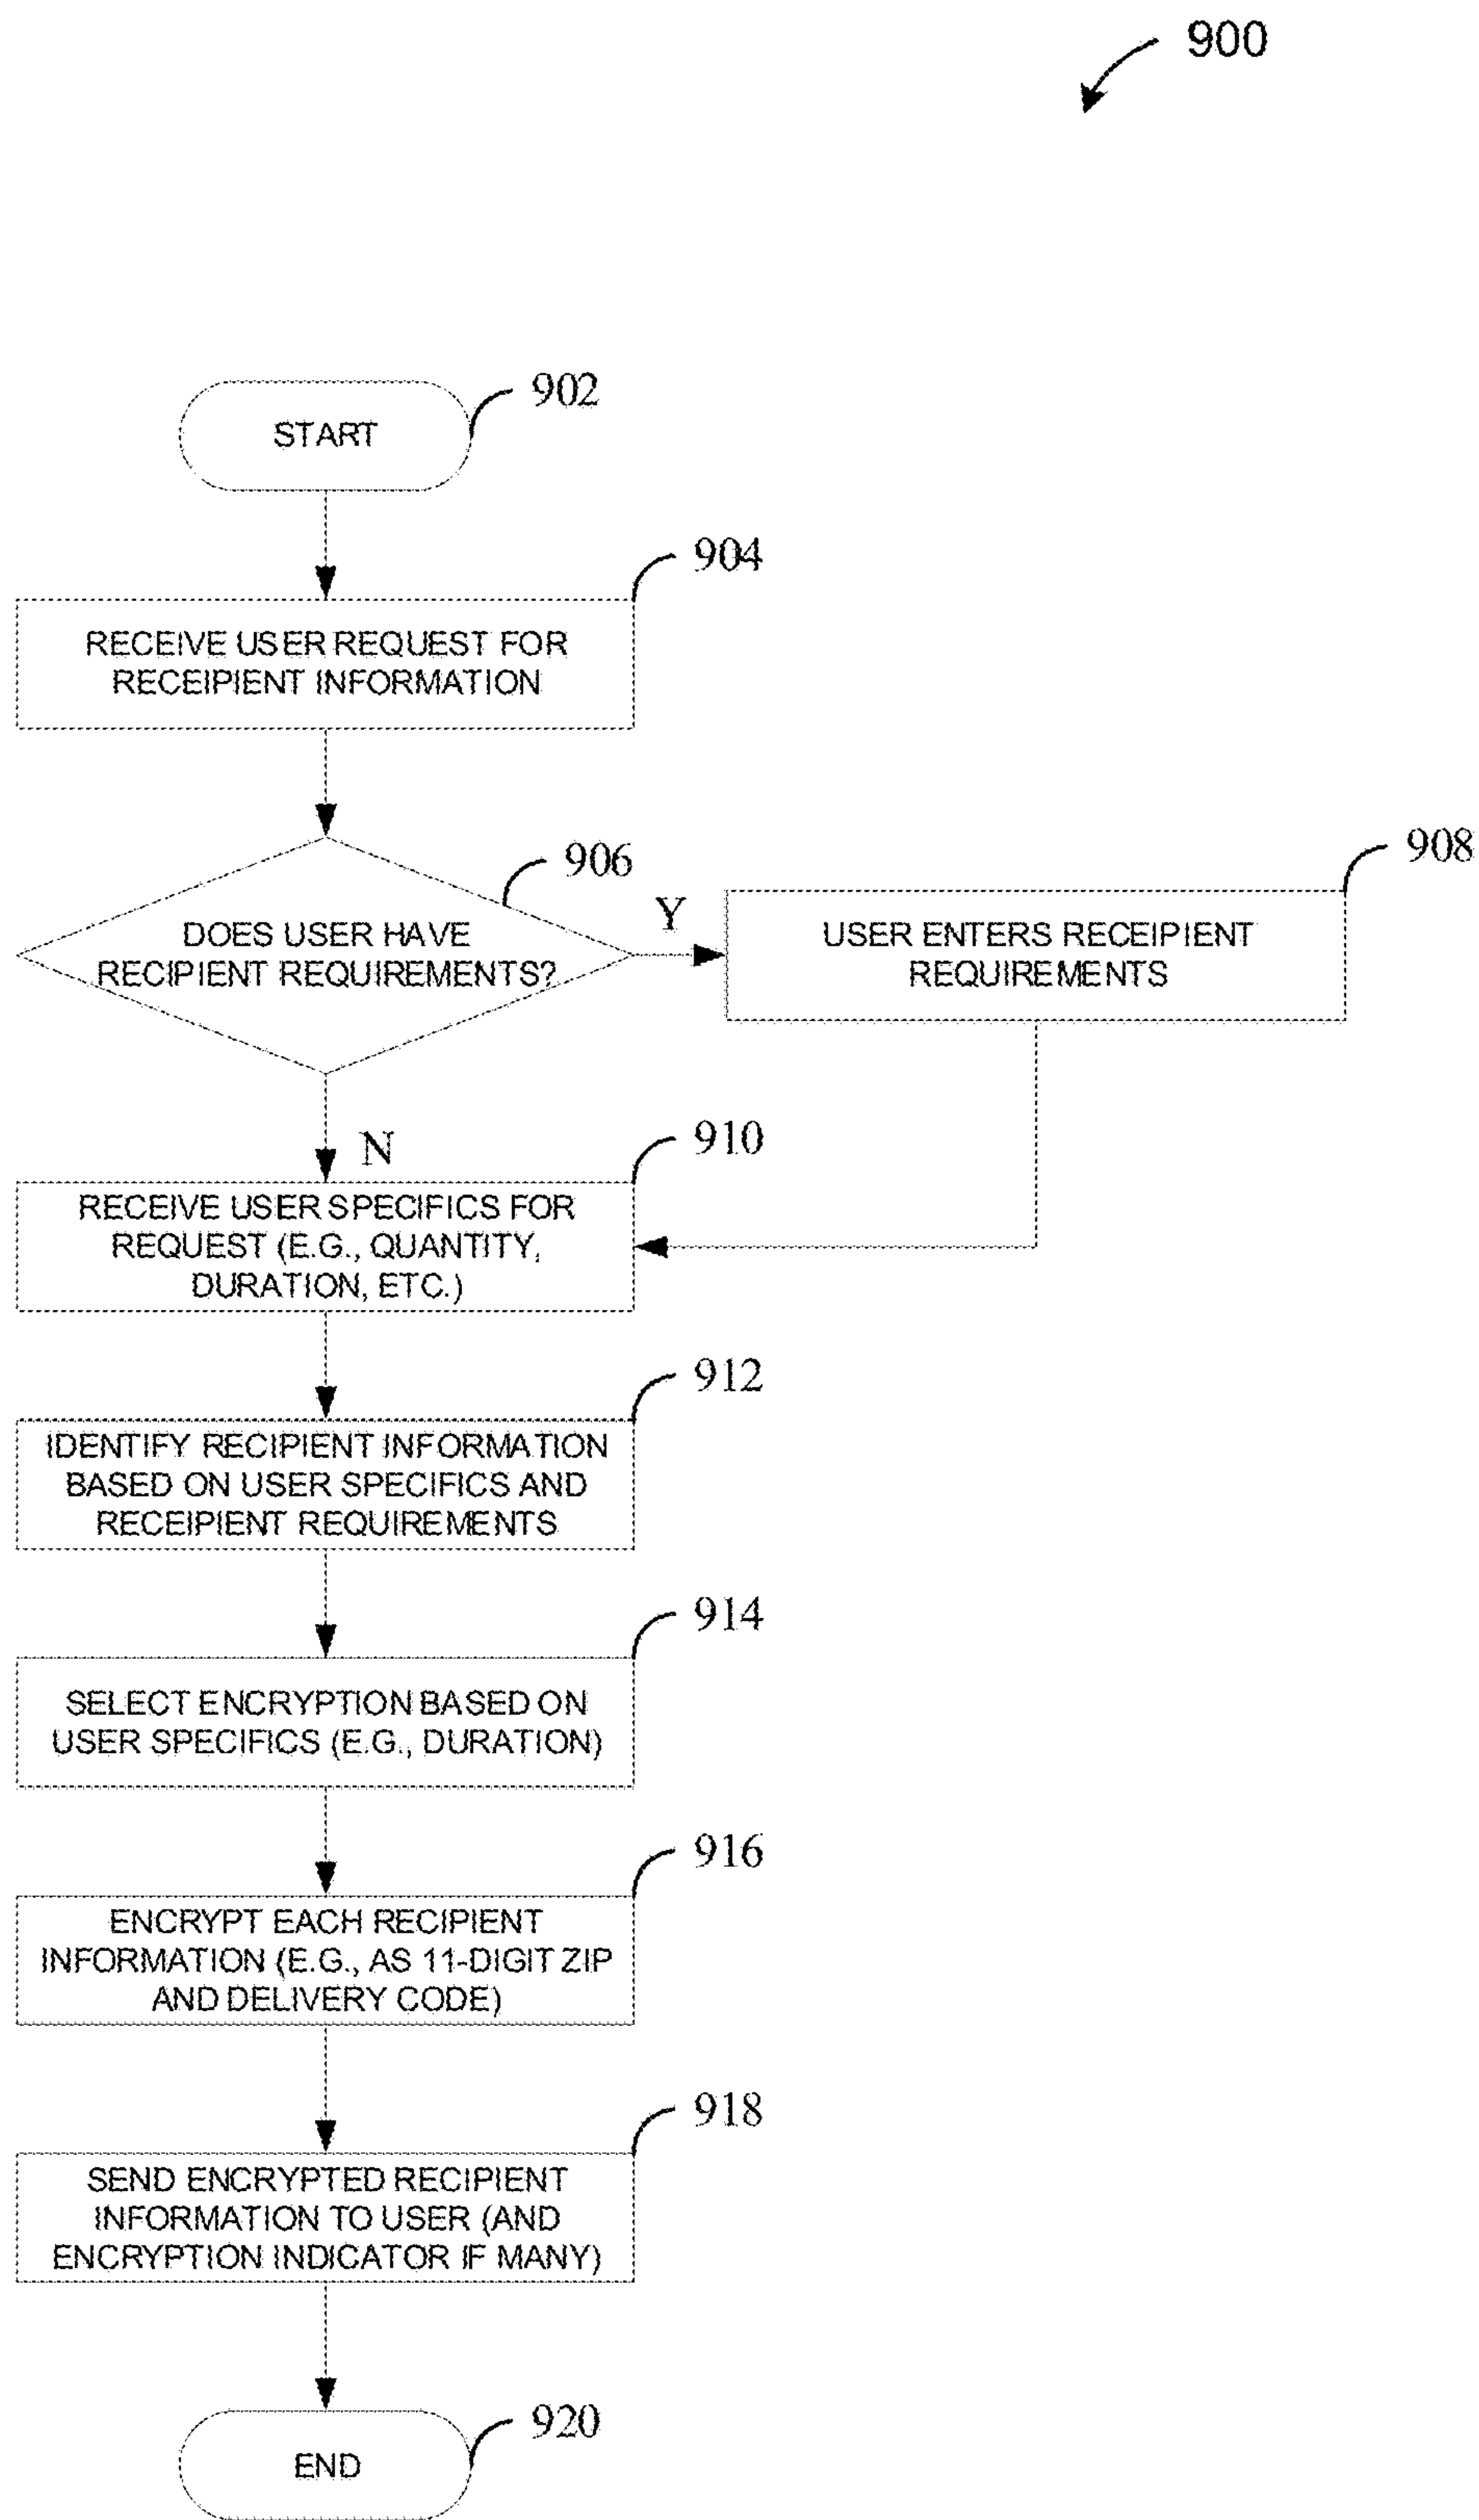 900
902
START
904
RECEIVE USER REQUEST FOR
RECEIPIENT INFORMATION
906
908
DOES USER HAVE
RECIPIENT REQUIREMENTS?
Y
USER ENTERS RECEIPIENT
REQUIREMENTS
N
910
RECEIVE USER SPECIFICS FOR
REQUEST (E.G., QUANTITY,
DURATION, ETC.)
912
IDENTIFY RECIPIENT INFORMATION
BASED ON USER SPECIFICS AND
RECEIPIENT REQUIREMENTS
914
SELECT ENCRYPTION BASED ON
USER SPECIFICS (E.G., DURATION)
916
ENCRYPT EACH RECIPIENT
INFORMATION (E.G., AS 11-DIGIT ZIP
AND DELIVERY CODE)
918
SEND ENCRYPTED RECIPIENT
INFORMATION TO USER (AND
ENCRYPTION INDICATOR IF MANY)
920
END